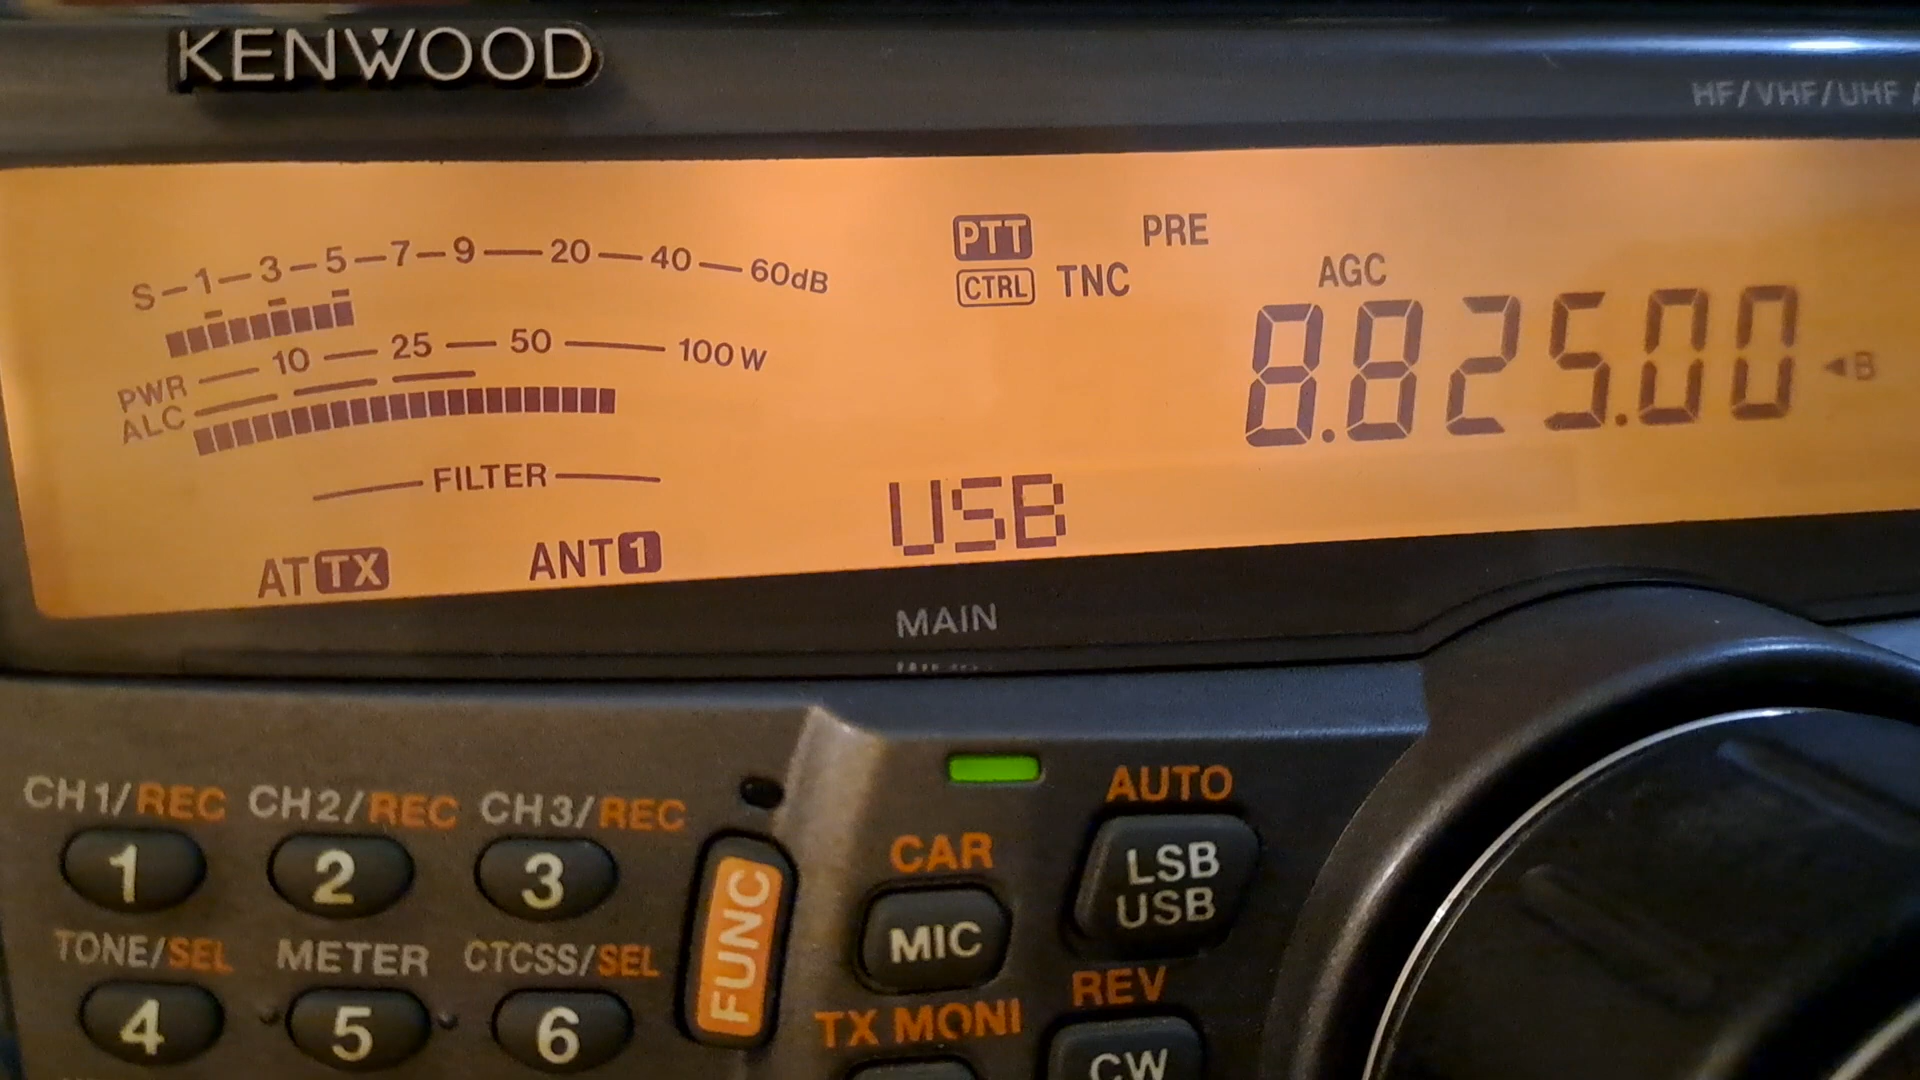 KENWOOD
HF/VHF/UHF
PTT PRE
S-1-3-5-7-9-20-40-60dB
CTRL TNC AGC
8.825.00 ◄B
PWR 10 25 50 100W
ALC
FILTER
USB
AT TX ANT 1
MAIN
CH1/REC CH2/REC CH3/REC AUTO
1 2 3 FUNC CAR LSB
USB
MIC
TONE/SEL METER CTCSS/SEL REV
4 5 6 TX MONI
CW